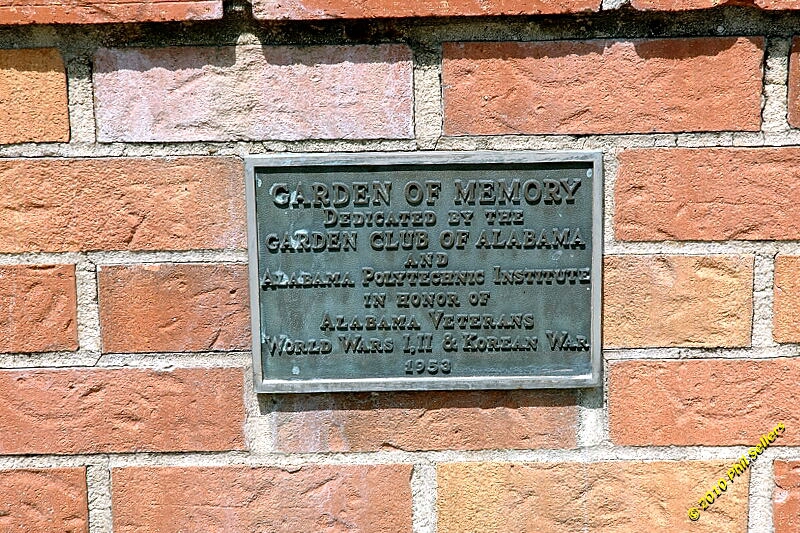 GARDEN OF MEMORY
DEDICATED BY THE
GARDEN CLUB OF ALABAMA
AND
ALABAMA POLYTECHNIC INSTITUTE
IN HONOR OF
ALABAMA VETERANS
WORLD WARS I, II & KOREAN WAR
1953
© 2010 Phil Sellers